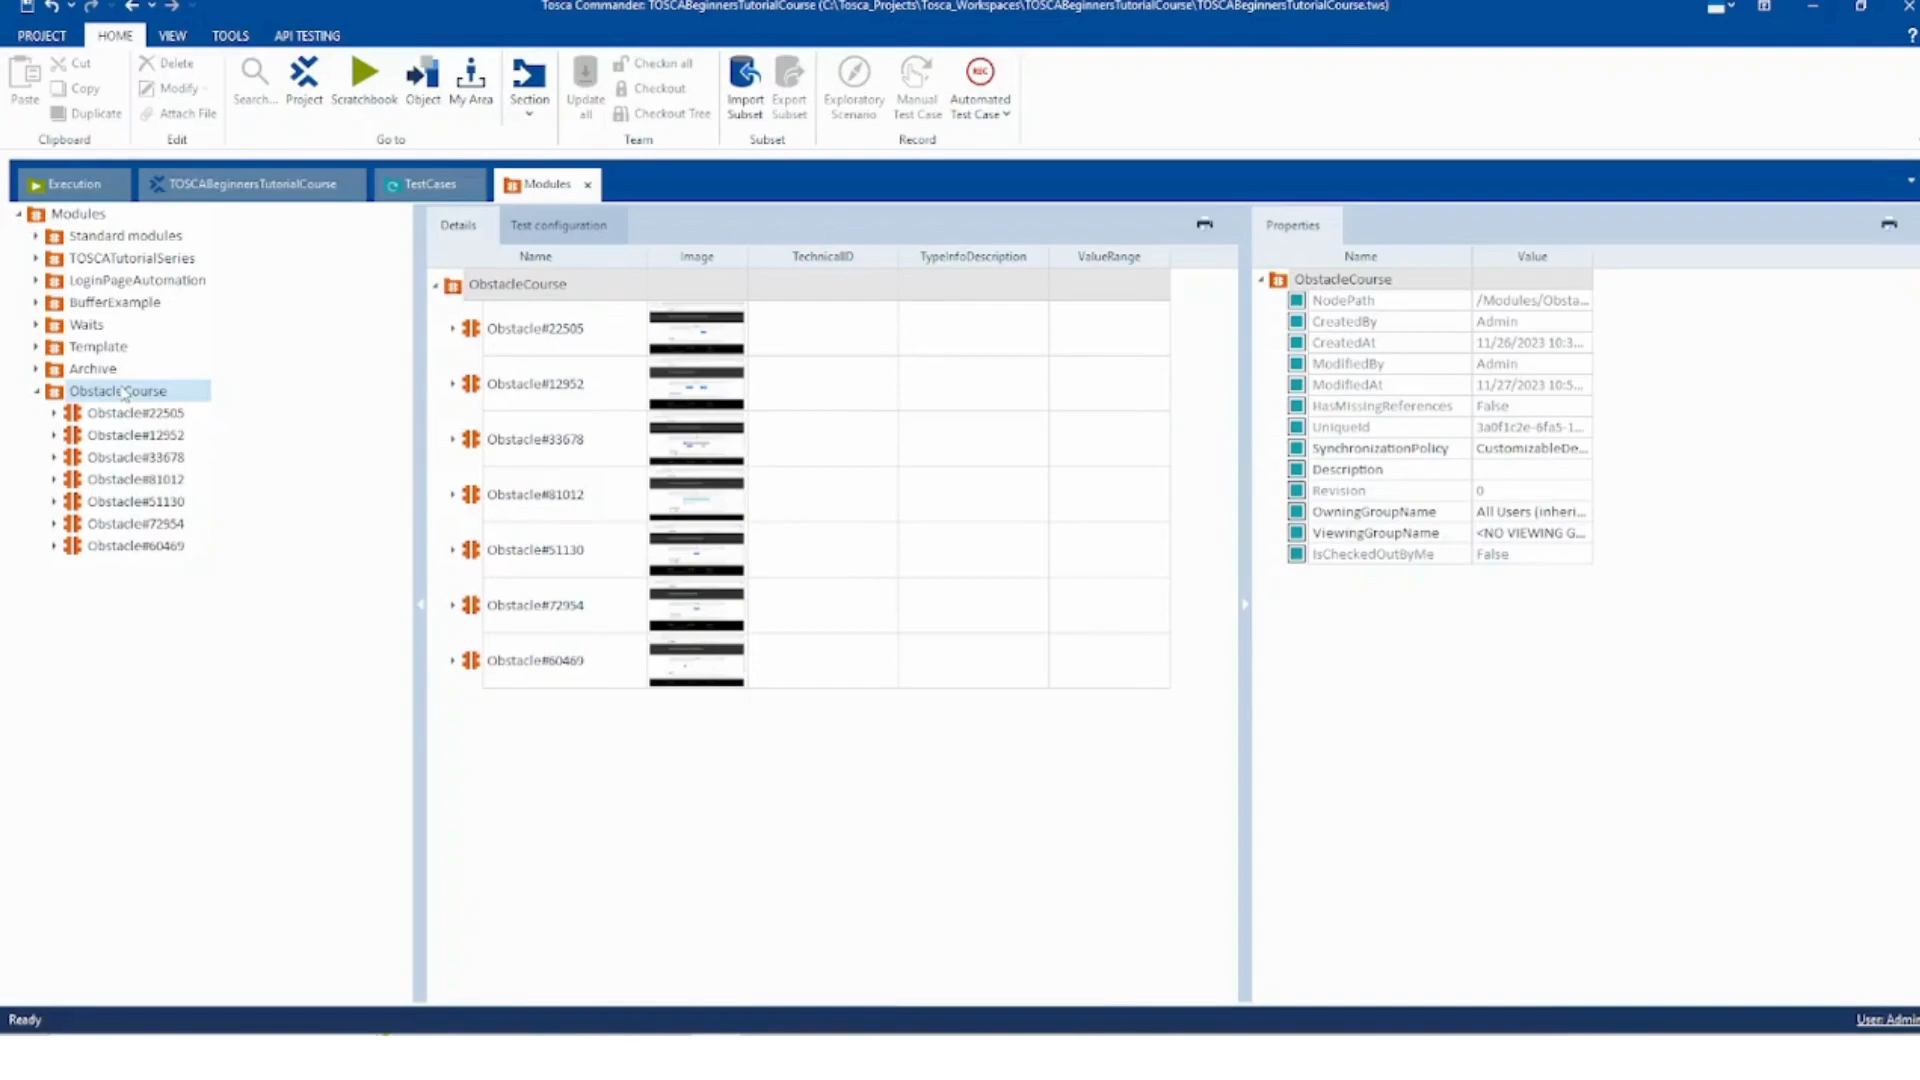 Tosca Commander: TOSCABeginnersTutorialCourse (C:\Tosca_Projects\Tosca_Workspaces\TOSCABeginnersTutorialCourse\TOSCABeginnersTutorialCourse.tws)
PROJECT HOME VIEW TOOLS API TESTING ?
Paste Cut Copy Duplicate
Delete Modify Attach File
Search... Project Scratchbook Object My Area Section
Update all Checkin all Checkout Checkout Tree
Import Subset Export Subset
Exploratory Scenario Manual Test Case REC Automated Test Case
Clipboard Edit Go to Team Subset Record
Execution TOSCABeginnersTutorialCourse TestCases Modules x
Modules
Standard modules
TOSCATutorialSeries
LoginPageAutomation
BufferExample
Waits
Template
Archive
ObstacleCourse
Obstacle#22505
Obstacle#12952
Obstacle#33678
Obstacle#81012
Obstacle#51130
Obstacle#72954
Obstacle#60469
Details Test configuration
Name Image TechnicalID TypeInfoDescription ValueRange
ObstacleCourse
Obstacle#22505
Obstacle#12952
Obstacle#33678
Obstacle#81012
Obstacle#51130
Obstacle#72954
Obstacle#60469
Properties
Name Value
ObstacleCourse
NodePath /Modules/Obsta...
CreatedBy Admin
CreatedAt 11/26/2023 10:3...
ModifiedBy Admin
ModifiedAt 11/27/2023 10:5...
HasMissingReferences False
UniqueId 3a0f1c2e-6fa5-1...
SynchronizationPolicy CustomizableDe...
Description
Revision 0
OwningGroupName All Users (inheri...
ViewingGroupName <NO VIEWING G...
IsCheckedOutByMe False
Ready
User: Admin